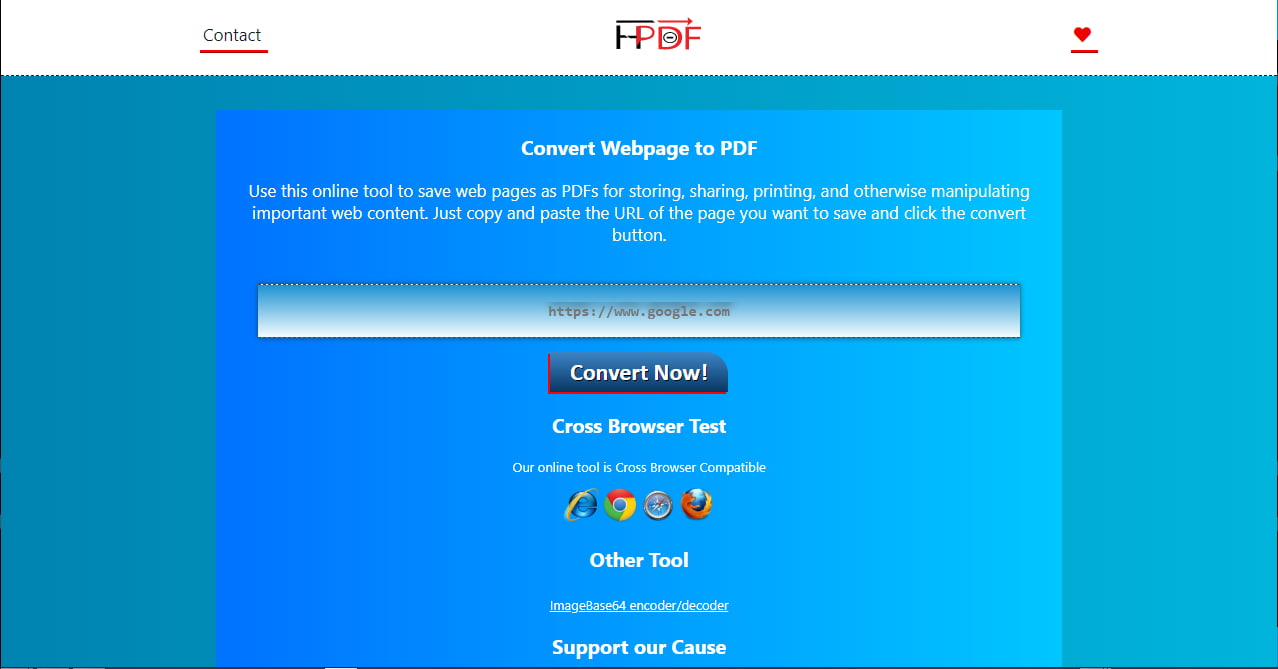 Contact
HPDF
Convert Webpage to PDF
Use this online tool to save web pages as PDFs for storing, sharing, printing, and otherwise manipulating
important web content. Just copy and paste the URL of the page you want to save and click the convert
button.
https://www.google.com
Convert Now!
Cross Browser Test
Our online tool is Cross Browser Compatible
Other Tool
ImageBase64 encoder/decoder
Support our Cause